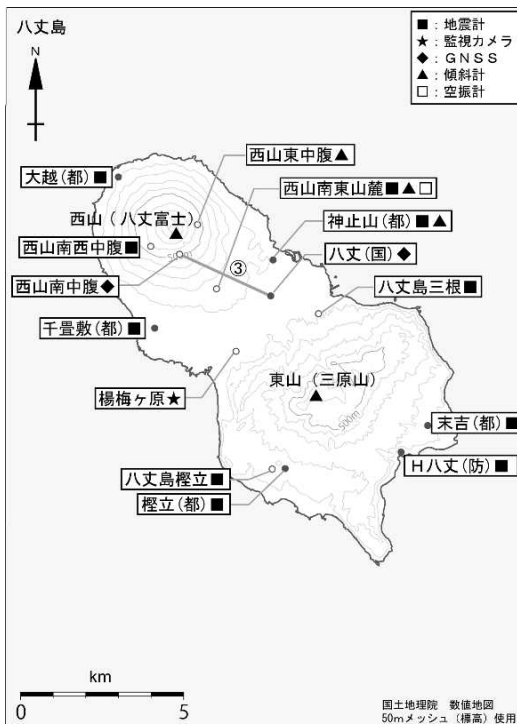 八丈島
■：地震計
★：監視カメラ
◆：ＧＮＳＳ
▲：傾斜計
□：空振計
N
西山東中腹▲
大越(都)■
西山南東山麓■▲□
西山（八丈富士）
神止山(都)■▲
西山南西中腹■
③
八丈(国)◆
西山南中腹◆
八丈島三根■
千畳敷(都)■
東山（三原山）
楊梅ヶ原★
500m
末吉(都)■
Ｈ八丈(防)■
八丈島樫立■
樫立(都)■
km
0 5
国土地理院　数値地図
50mメッシュ（標高）使用